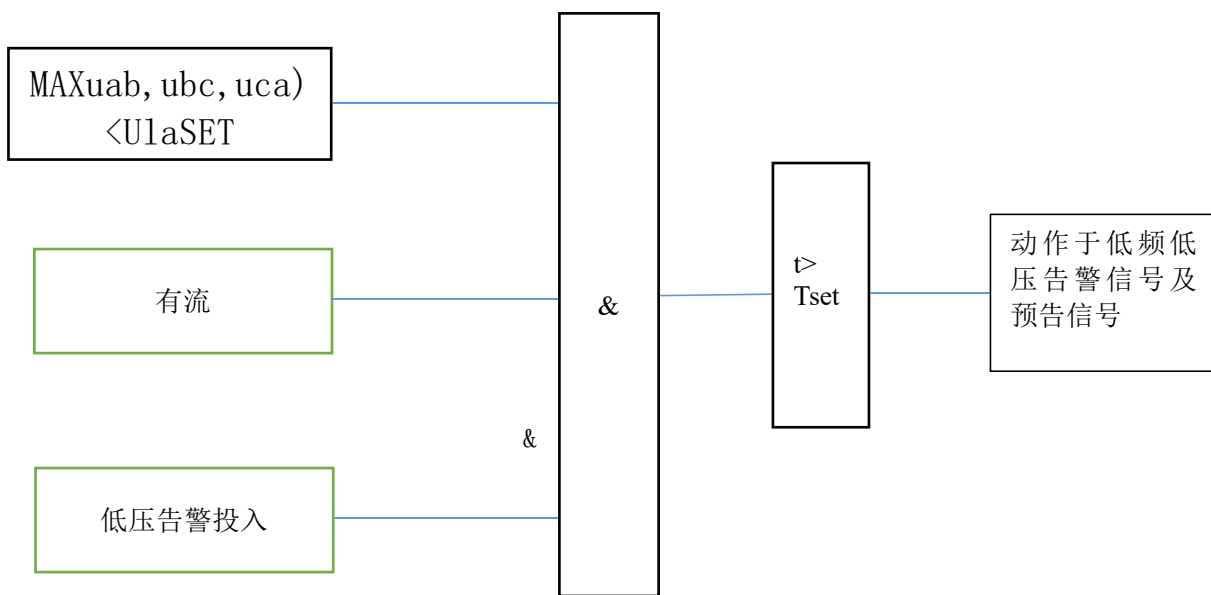 MAXuab,ubc,uca)
<UlaSET
有流
&
低压告警投入
&
t>
Tset
动作于低频低
压告警信号及
预告信号